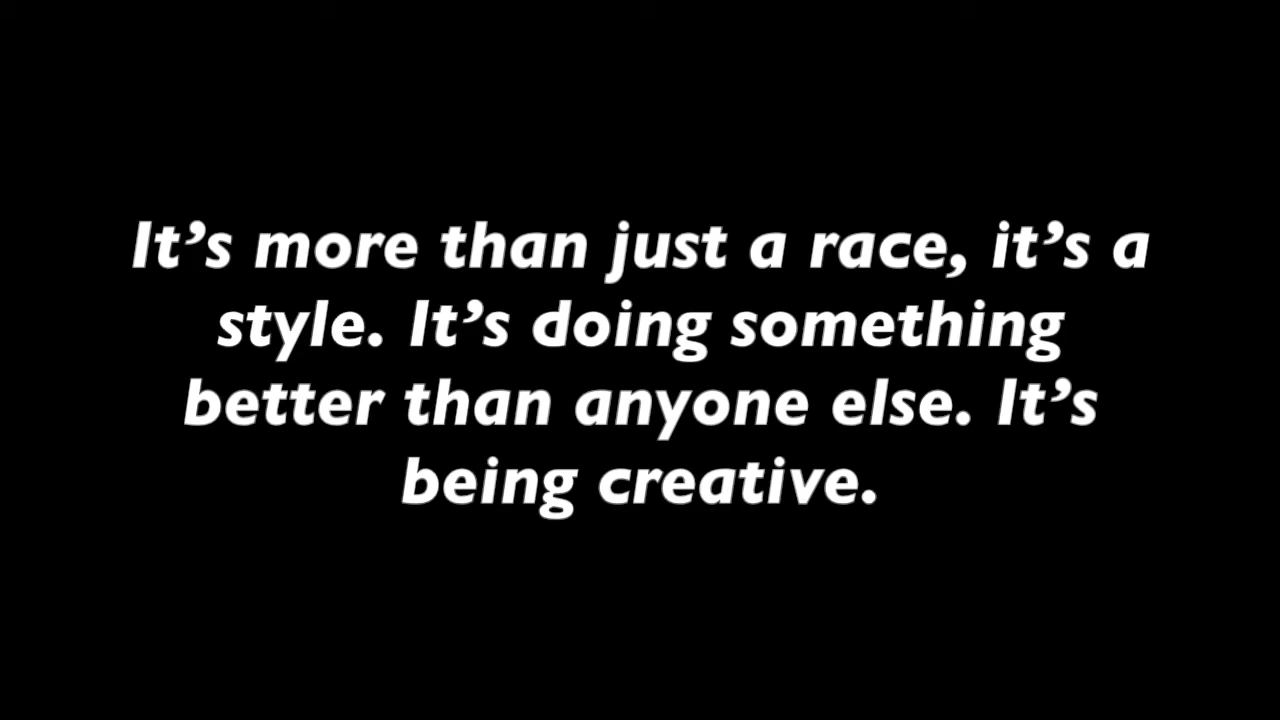 It’s more than just a race, it’s a
style. It’s doing something
better than anyone else. It’s
being creative.